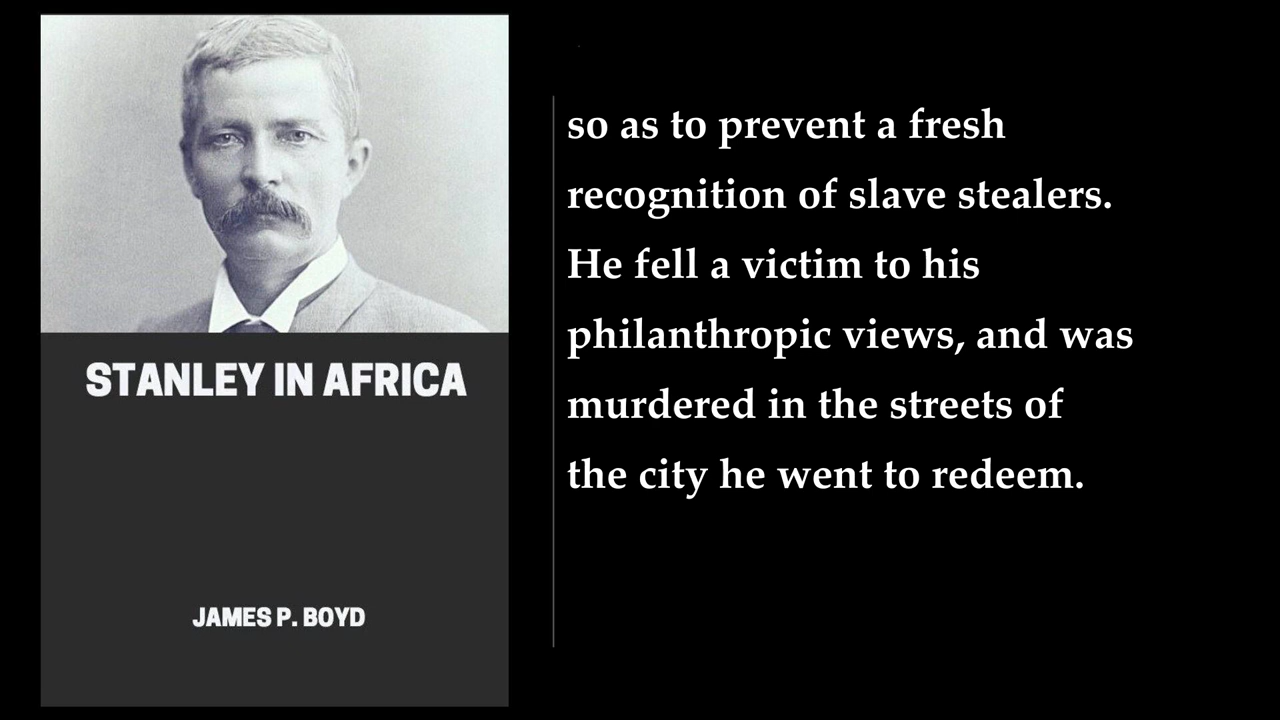 STANLEY IN AFRICA
JAMES P. BOYD
so as to prevent a fresh
recognition of slave stealers.
He fell a victim to his
philanthropic views, and was
murdered in the streets of
the city he went to redeem.